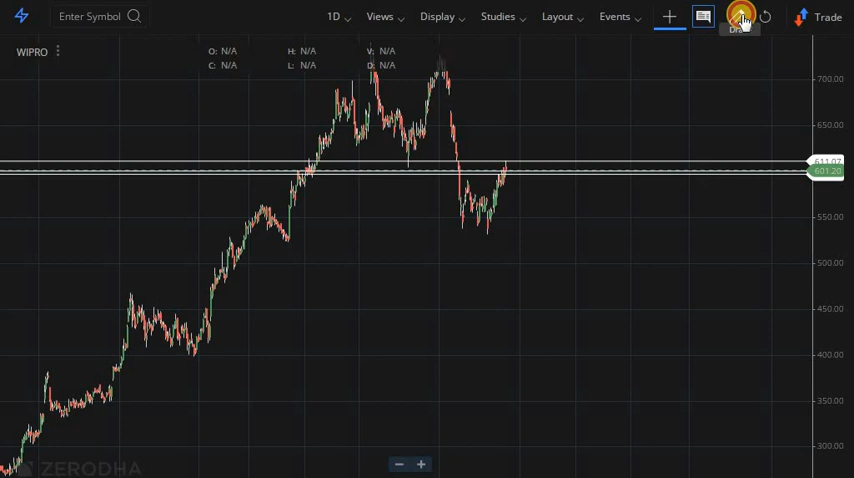 Enter Symbol 1D Views Display Studies Layout Events Trade
Draw
WIPRO O: N/A H: N/A V: N/A
C: N/A L: N/A D: N/A
700.00
650.00
611.07
601.20
550.00
500.00
450.00
400.00
350.00
300.00
ZERODHA